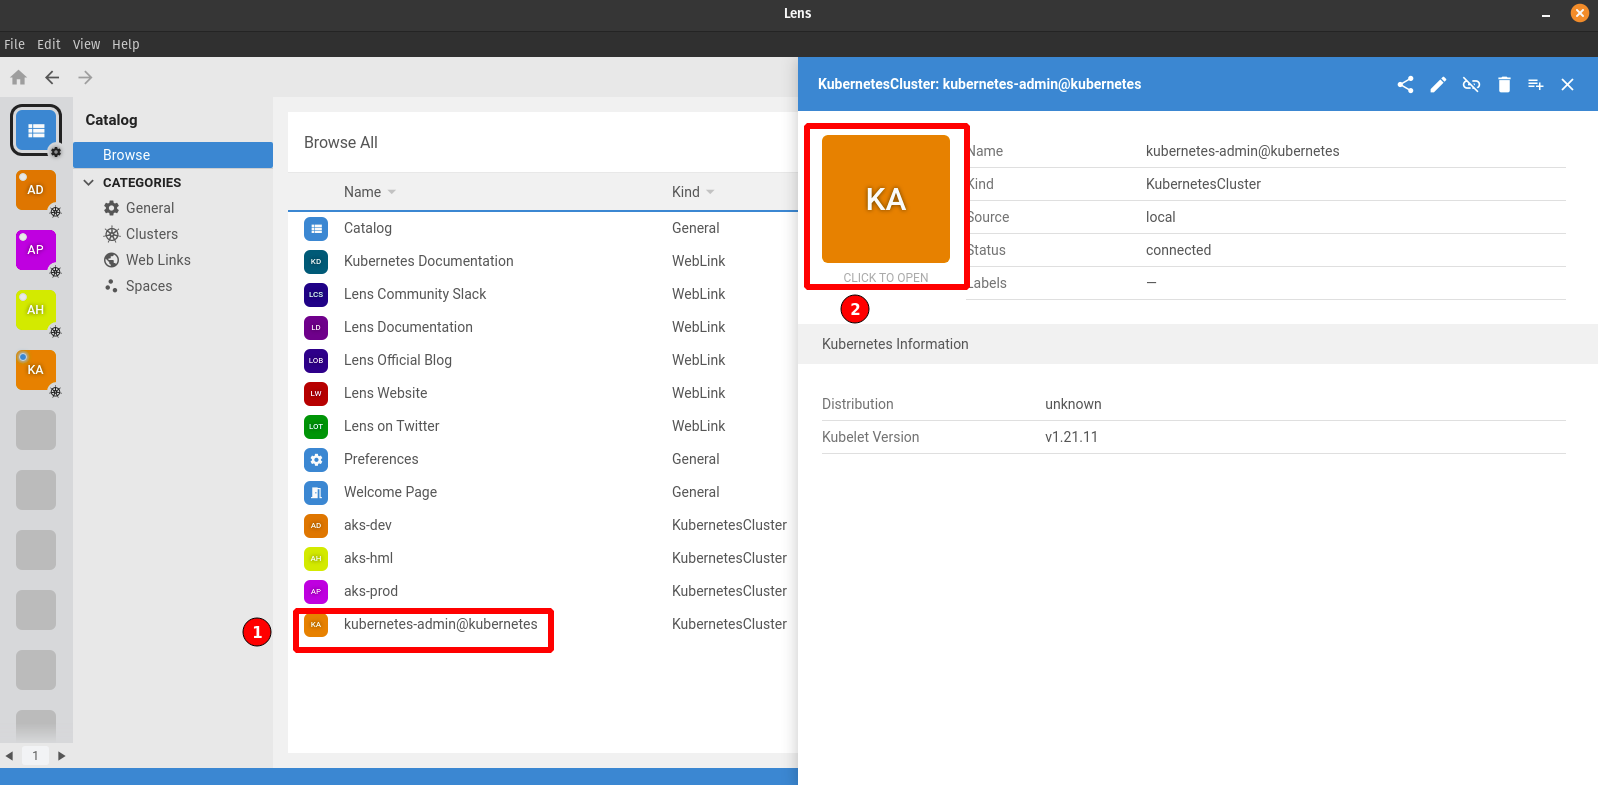 Lens
File Edit View Help
KubernetesCluster: kubernetes-admin@kubernetes
Catalog
Browse
CATEGORIES
General
Clusters
Web Links
Spaces
AD
AP
AH
KA
1
Browse All
Name Kind
Catalog General
KD Kubernetes Documentation WebLink
LCS Lens Community Slack WebLink
LD Lens Documentation WebLink
LOB Lens Official Blog WebLink
LW Lens Website WebLink
LOT Lens on Twitter WebLink
Preferences General
Welcome Page General
AD aks-dev KubernetesCluster
AH aks-hml KubernetesCluster
AP aks-prod KubernetesCluster
1 KA kubernetes-admin@kubernetes KubernetesCluster
KA
CLICK TO OPEN
2
Name kubernetes-admin@kubernetes
Kind KubernetesCluster
Source local
Status connected
Labels —
Kubernetes Information
Distribution unknown
Kubelet Version v1.21.11